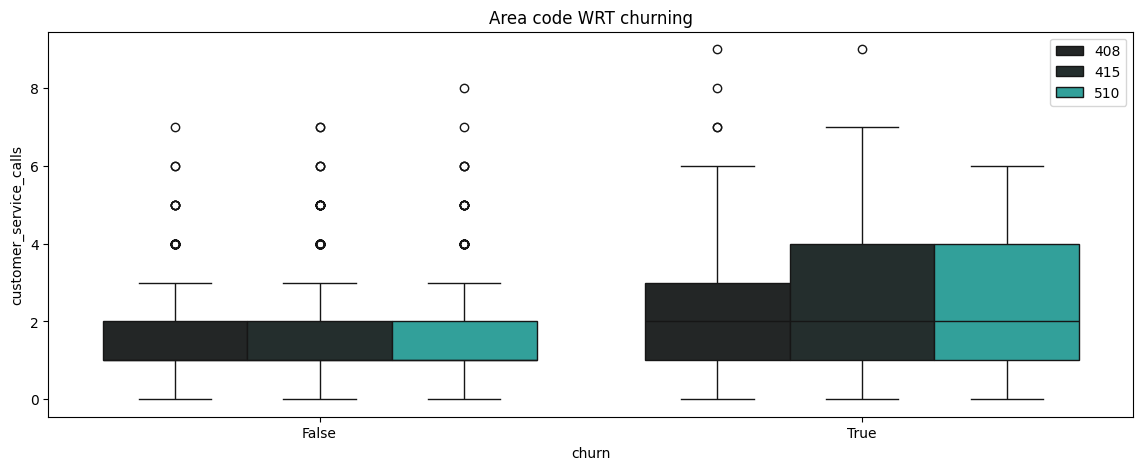 Area code WRT churning
408
415
510
customer_service_calls
8
6
4
2
0
False
True
churn